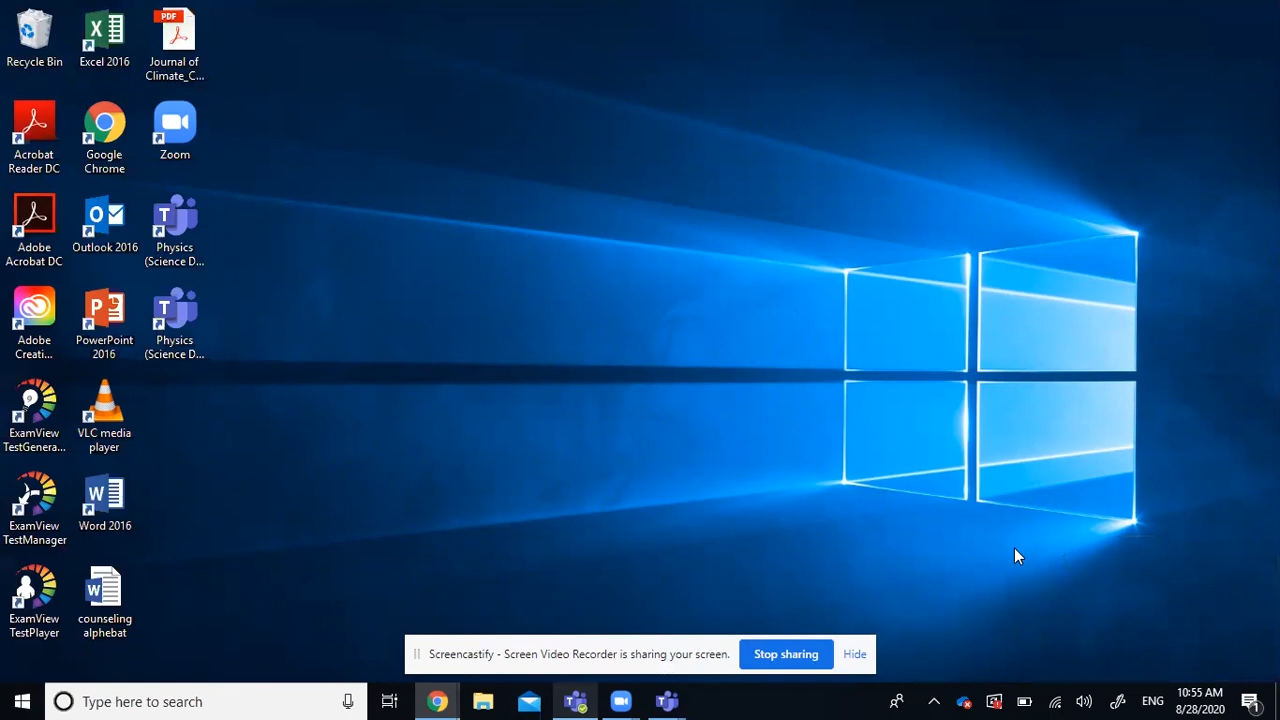 Recycle Bin
Excel 2016
PDF
Journal of
Climate_C...
Acrobat
Reader DC
Google
Chrome
Zoom
Adobe
Acrobat DC
Outlook 2016
Physics
(Science D...
Adobe
Creati...
PowerPoint
2016
Physics
(Science D...
ExamView
TestGenera...
VLC media
player
ExamView
TestManager
Word 2016
ExamView
TestPlayer
counseling
alphebat
Screencastify - Screen Video Recorder is sharing your screen.
Stop sharing
Hide
Type here to search
ENG
10:55 AM
8/28/2020
1